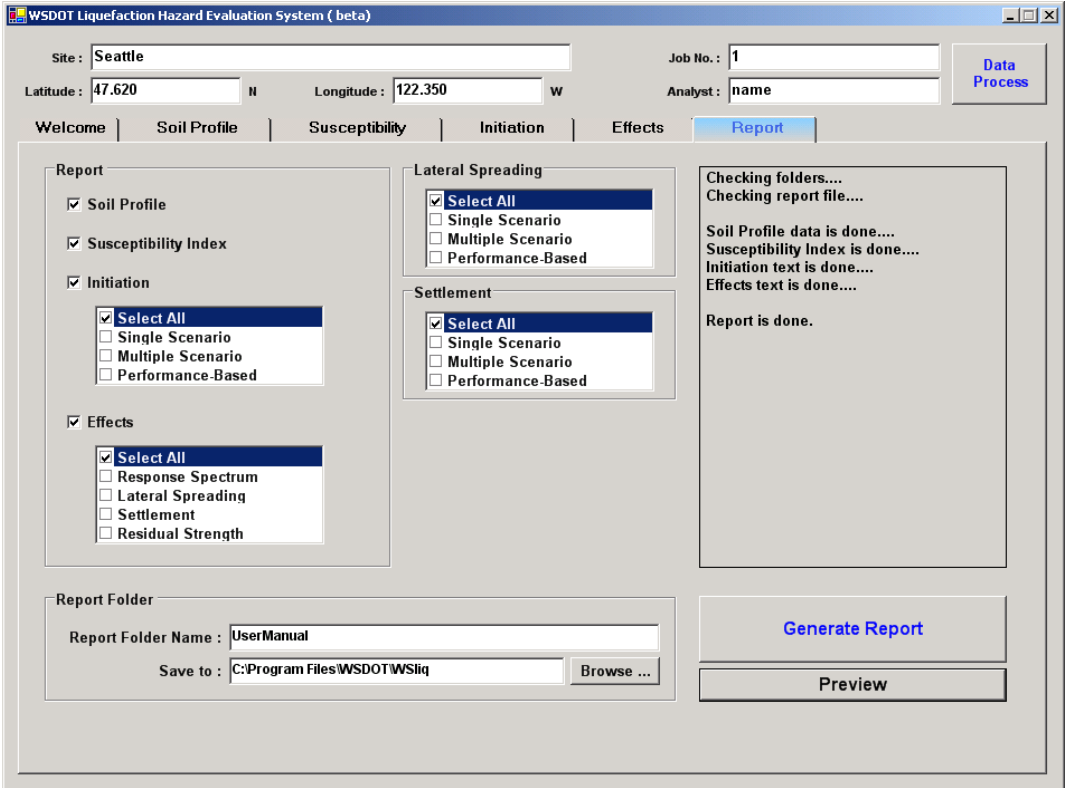 WSDOT Liquefaction Hazard Evaluation System ( beta)
Site : Seattle Job No. : 1
Data Process
Latitude : 47.620 N Longitude : 122.350 W Analyst : name
Welcome Soil Profile Susceptibility Initiation Effects Report
Report
Soil Profile
Susceptibility Index
Initiation
Select All
Single Scenario
Multiple Scenario
Performance-Based
Effects
Select All
Response Spectrum
Lateral Spreading
Settlement
Residual Strength
Lateral Spreading
Select All
Single Scenario
Multiple Scenario
Performance-Based
Settlement
Select All
Single Scenario
Multiple Scenario
Performance-Based
Checking folders....
Checking report file....
Soil Profile data is done....
Susceptibility Index is done....
Initiation text is done....
Effects text is done....
Report is done.
Report Folder
Report Folder Name : UserManual
Save to : C:\Program Files\WSDOT\WSliq Browse ...
Generate Report
Preview